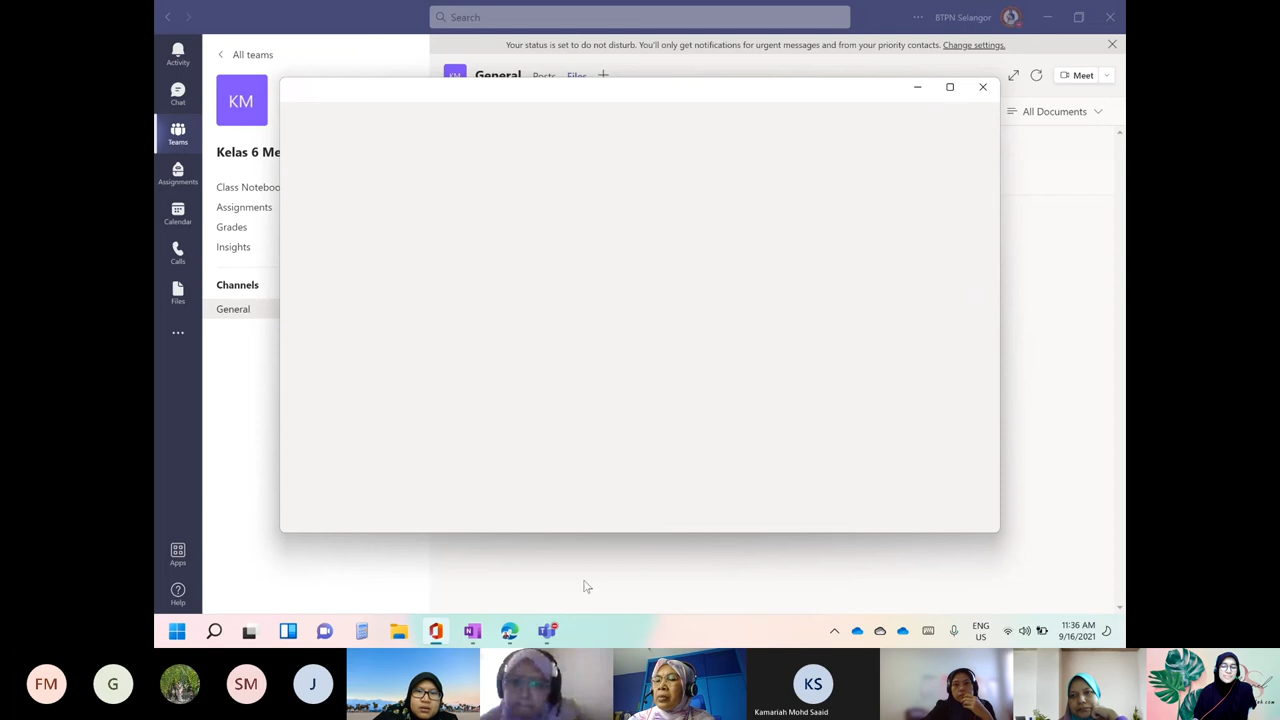 Search
BTPN Selangor
Your status is set to do not disturb. You'll only get notifications for urgent messages and from your priority contacts. Change settings.
Activity
Chat
Teams
Assignments
Calendar
Calls
Files
Apps
Help
All teams
KM
Kelas 6 Me
Class Noteboo
Assignments
Grades
Insights
Channels
General
KM
General Posts Files
Meet
All Documents
ENG
US
11:36 AM
9/16/2021
FM
G
SM
J
KS
Kamariah Mohd Saaid